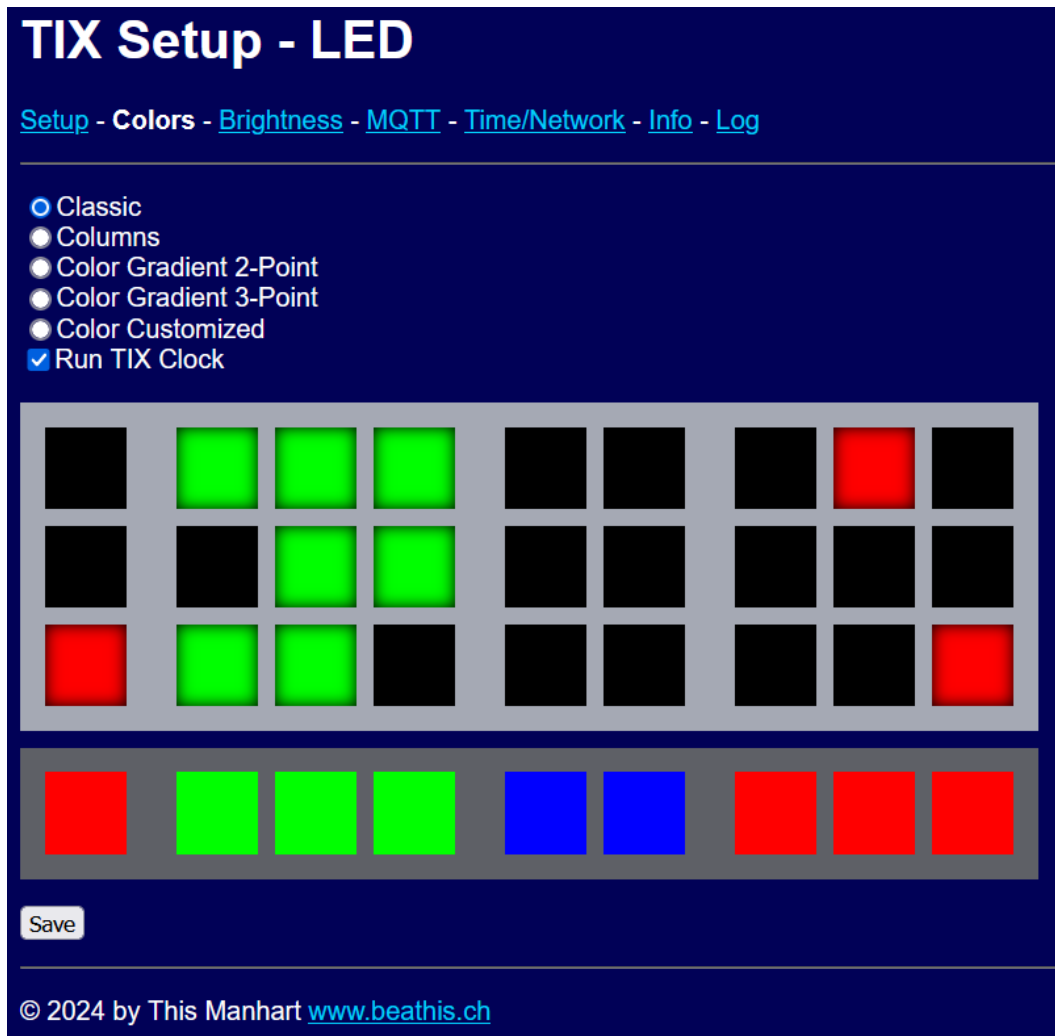 TIX Setup - LED
Setup - Colors - Brightness - MQTT - Time/Network - Info - Log
Classic
Columns
Color Gradient 2-Point
Color Gradient 3-Point
Color Customized
Run TIX Clock
Save
© 2024 by This Manhart www.beathis.ch